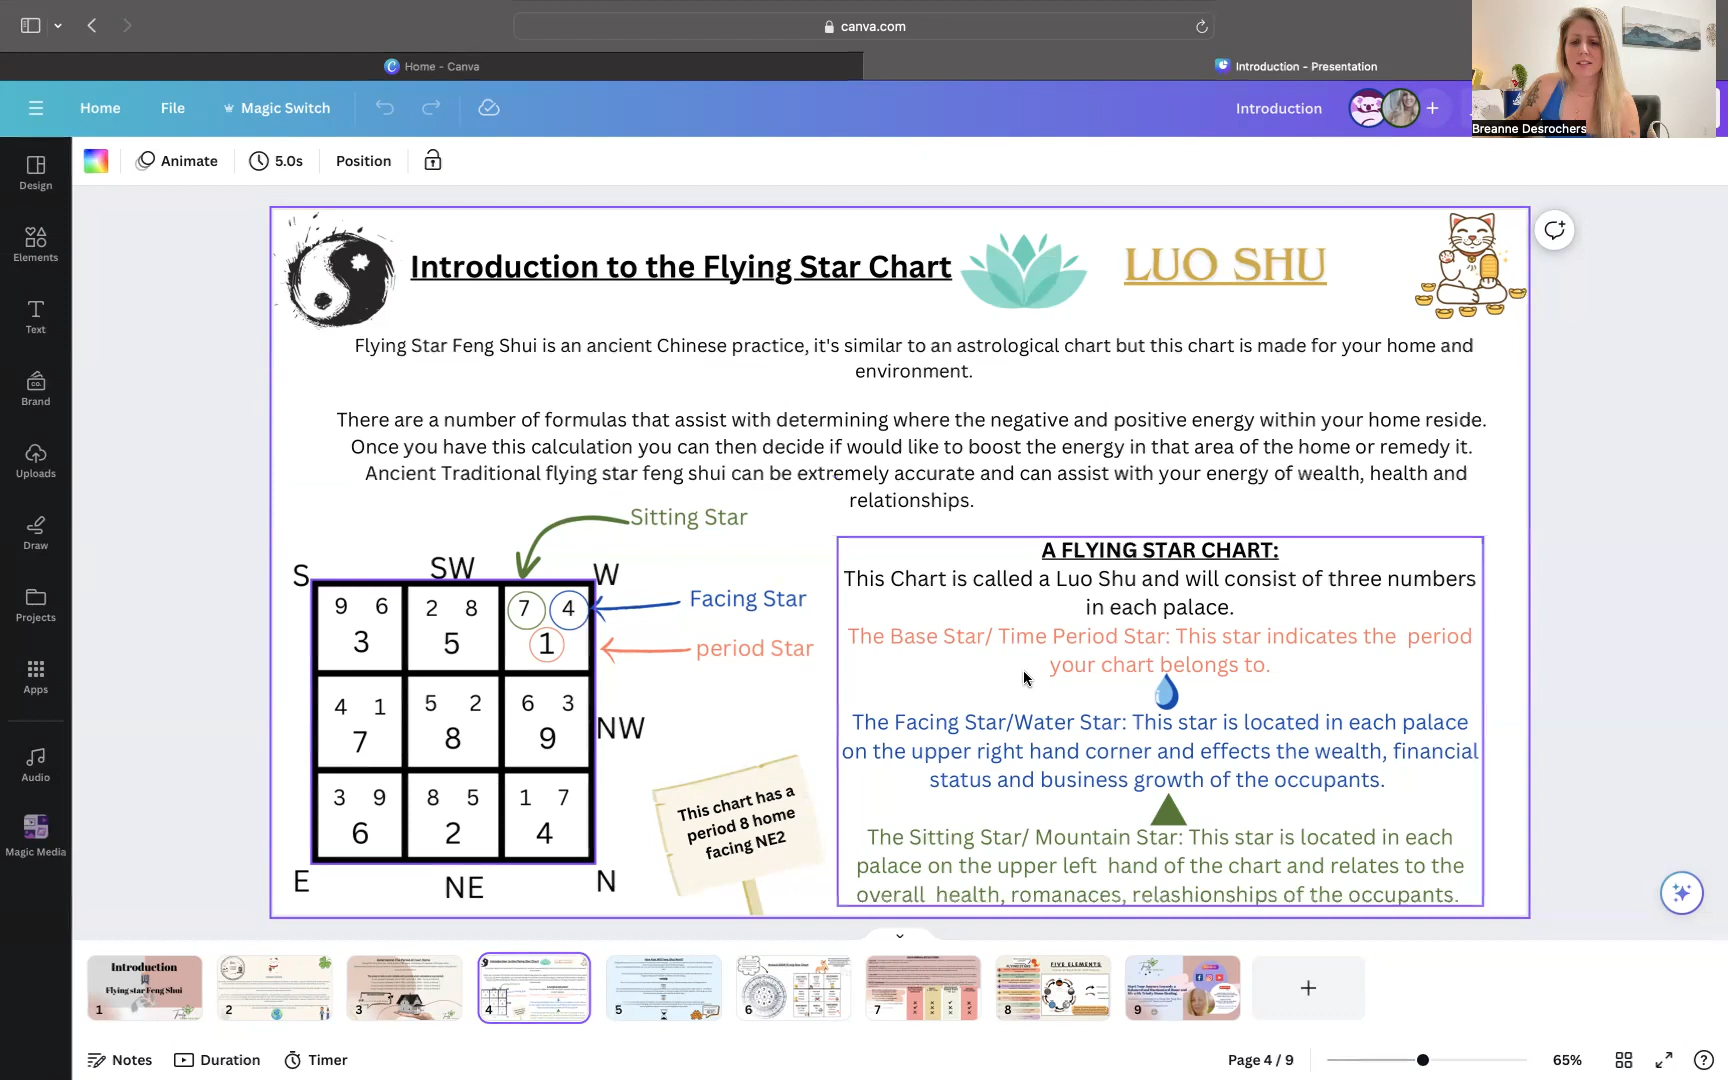 canva.com
Home - Canva
Introduction - Presentation
Home
File
Magic Switch
Introduction
Breanne Desrochers
Animate
5.0s
Position
Design
Elements
Text
Brand
Uploads
Draw
Projects
Apps
Audio
Magic Media
Introduction to the Flying Star Chart
LUO SHU
Flying Star Feng Shui is an ancient Chinese practice, it's similar to an astrological chart but this chart is made for your home and
environment.
There are a number of formulas that assist with determining where the negative and positive energy within your home reside.
Once you have this calculation you can then decide if would like to boost the energy in that area of the home or remedy it.
Ancient Traditional flying star feng shui can be extremely accurate and can assist with your energy of wealth, health and
relationships.
Sitting Star
Facing Star
period Star
S SW W
9 6 2 8 7 4
3 5 1
4 1 5 2 6 3
7 8 9
NW
3 9 8 5 1 7
6 2 4
E NE N
This chart has a
period 8 home
facing NE2
A FLYING STAR CHART:
This Chart is called a Luo Shu and will consist of three numbers
in each palace.
The Base Star/ Time Period Star: This star indicates the period
your chart belongs to.
The Facing Star/Water Star: This star is located in each palace
on the upper right hand corner and effects the wealth, financial
status and business growth of the occupants.
The Sitting Star/ Mountain Star: This star is located in each
palace on the upper left hand of the chart and relates to the
overall health, romanaces, relashionships of the occupants.
Introduction
Flying star Feng Shui
1
2
3
4
5
6
7
8
FIVE ELEMENTS
9
Notes
Duration
Timer
Page 4 / 9
65%